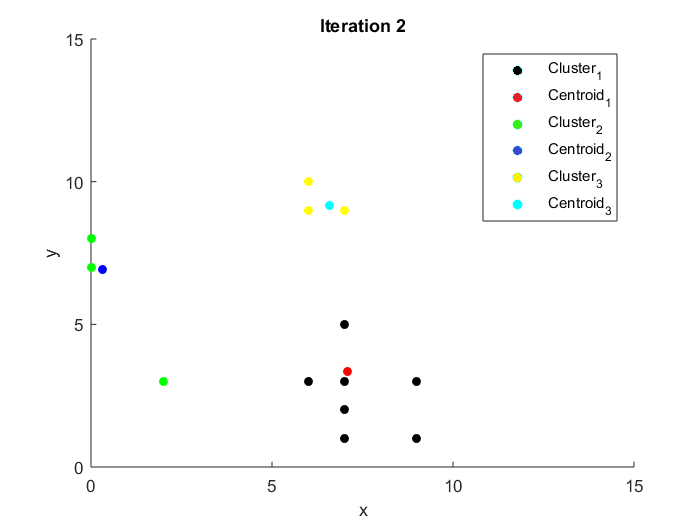 Iteration 2
15
10
5
0
y
0
5
10
15
x
Cluster1
Centroid1
Cluster2
Centroid2
Cluster3
Centroid3